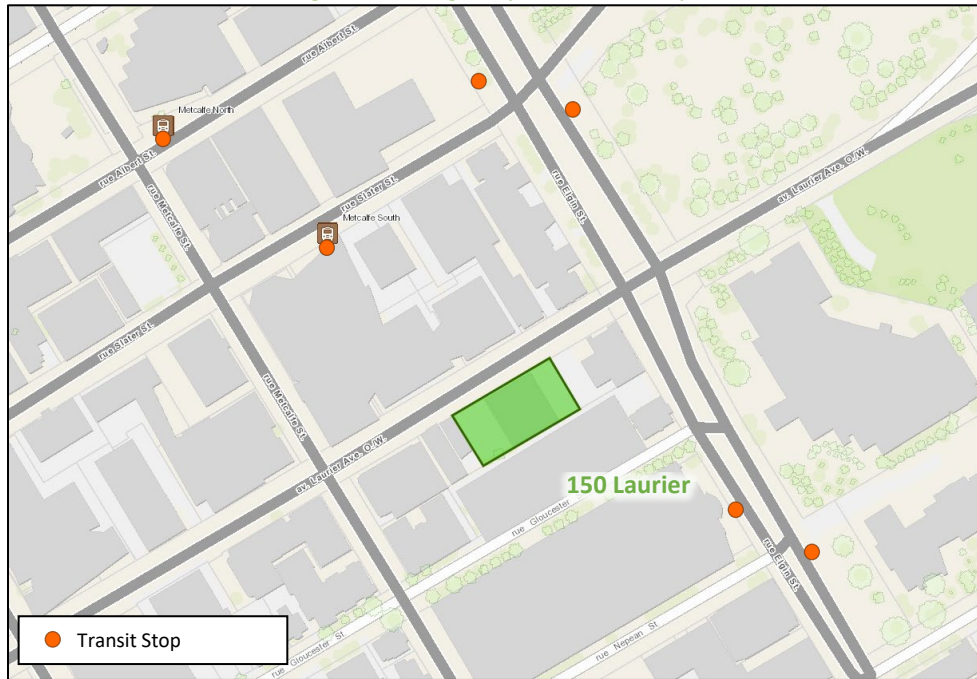 rue Albert St.
Metcalfe North
rue Albert St.
rue Metcalfe St.
rue Slater St.
Metcalfe South
rue Elgin St.
av. Laurier Ave. O./W.
rue Slater St.
rue Metcalfe St.
av. Laurier Ave. O./W.
150 Laurier
rue Gloucester
rue Elgin St.
Transit Stop
rue Gloucester St
rue Nepean St